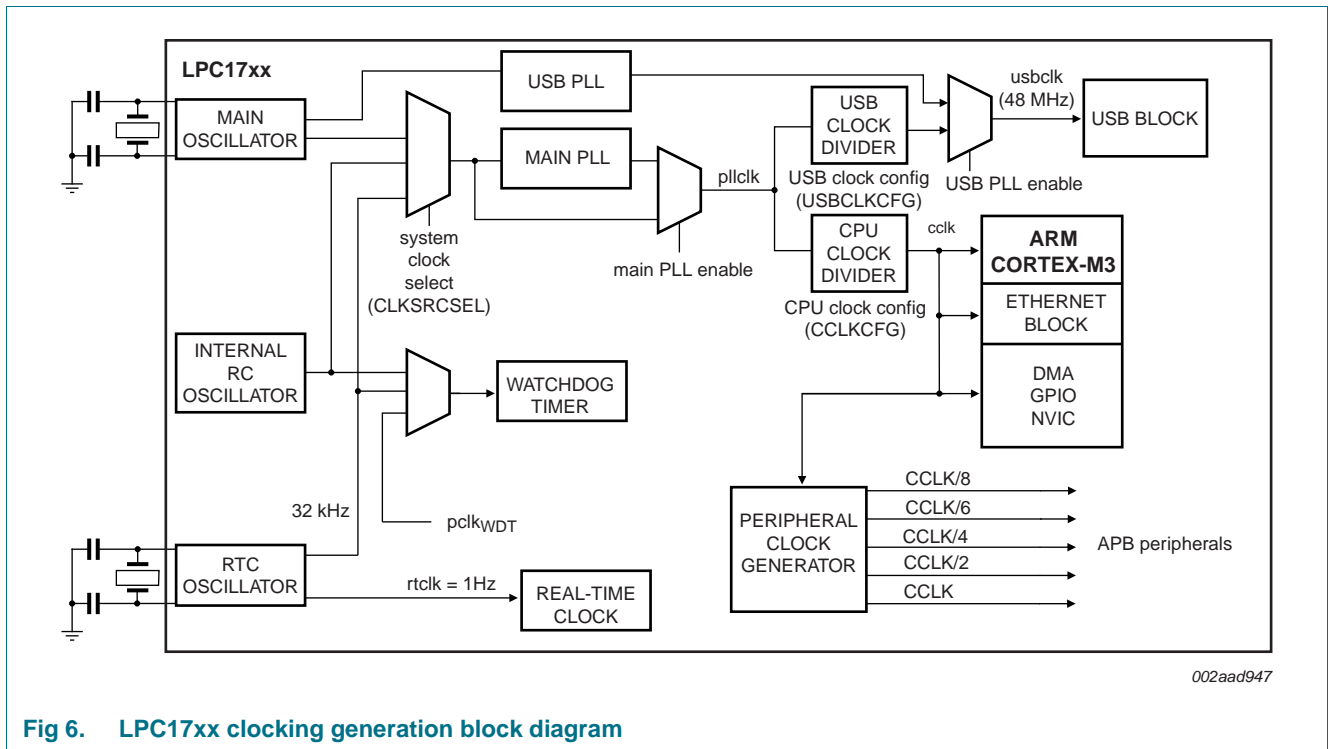 LPC17xx
MAIN
OSCILLATOR
USB PLL
MAIN PLL
system
clock
select
(CLKSRCSEL)
main PLL enable
pllclk
USB
CLOCK
DIVIDER
USB clock config
(USBCLKCFG)
USB PLL enable
usbclk
(48 MHz)
USB BLOCK
CPU
CLOCK
DIVIDER
CPU clock config
(CCLKCFG)
cclk
ARM
CORTEX-M3
ETHERNET
BLOCK
DMA
GPIO
NVIC
INTERNAL
RC
OSCILLATOR
WATCHDOG
TIMER
pclkWDT
32 kHz
RTC
OSCILLATOR
rtclk = 1Hz
REAL-TIME
CLOCK
PERIPHERAL
CLOCK
GENERATOR
CCLK/8
CCLK/6
CCLK/4
CCLK/2
CCLK
APB peripherals
002aad947
Fig 6. LPC17xx clocking generation block diagram